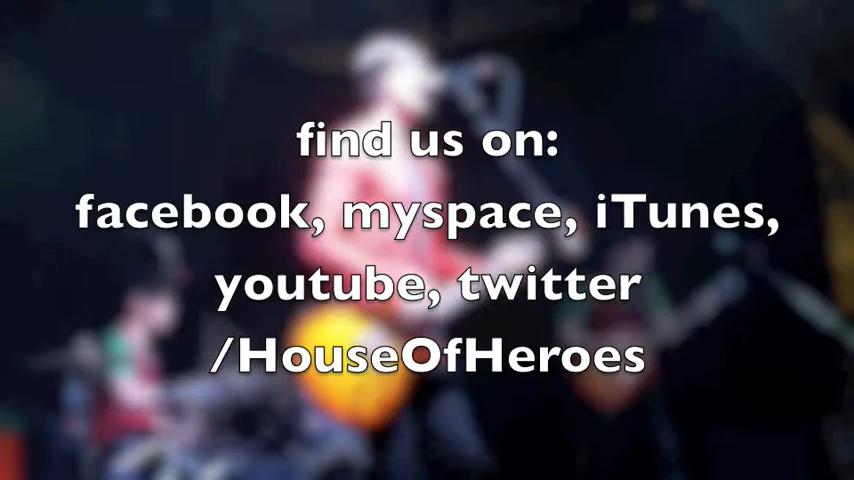 find us on:
facebook, myspace, iTunes,
youtube, twitter
/HouseOfHeroes